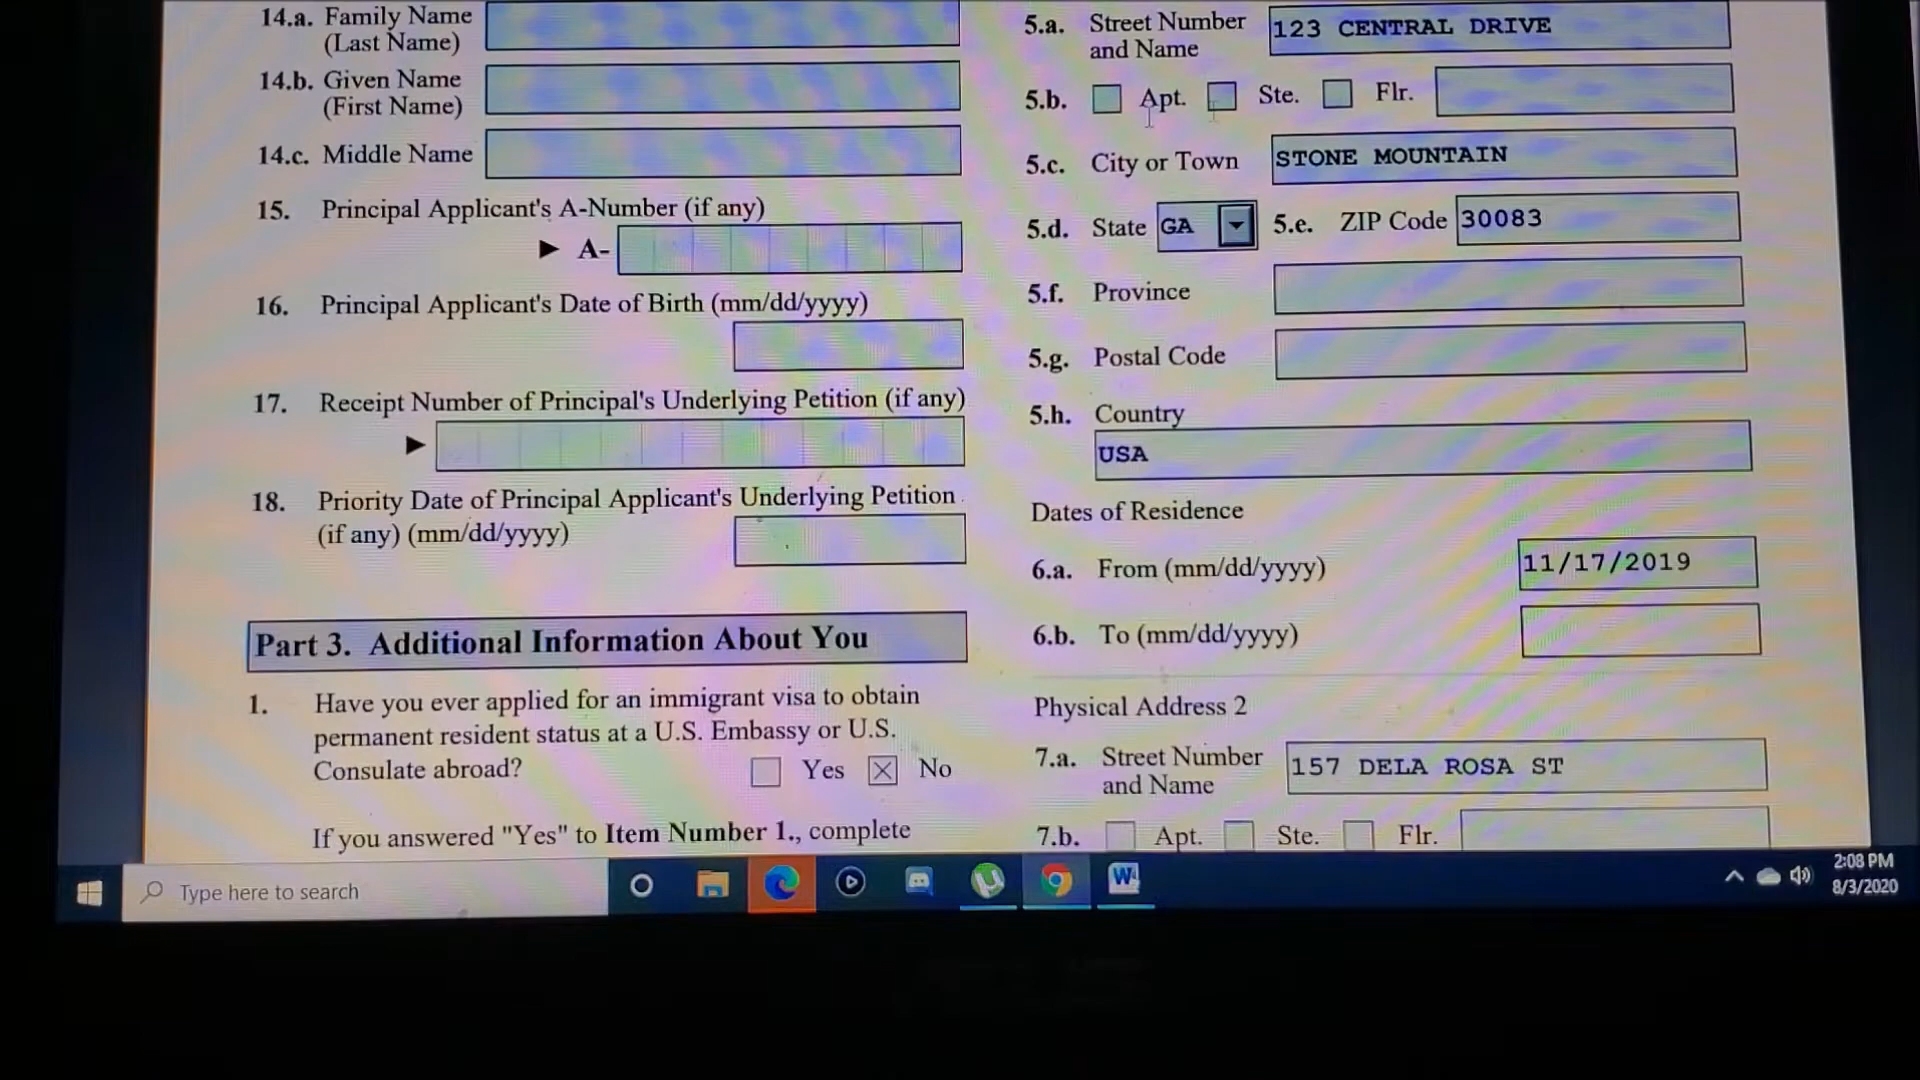 14.a. Family Name
(Last Name)
14.b. Given Name
(First Name)
14.c. Middle Name
15. Principal Applicant's A-Number (if any)
► A-
16. Principal Applicant's Date of Birth (mm/dd/yyyy)
17. Receipt Number of Principal's Underlying Petition (if any)
►
18. Priority Date of Principal Applicant's Underlying Petition
(if any) (mm/dd/yyyy)
Part 3. Additional Information About You
1. Have you ever applied for an immigrant visa to obtain
permanent resident status at a U.S. Embassy or U.S.
Consulate abroad?
Yes No
If you answered "Yes" to Item Number 1., complete
5.a. Street Number
and Name
123 CENTRAL DRIVE
5.b. Apt. Ste. Flr.
5.c. City or Town STONE MOUNTAIN
5.d. State GA 5.e. ZIP Code 30083
5.f. Province
5.g. Postal Code
5.h. Country
USA
Dates of Residence
6.a. From (mm/dd/yyyy) 11/17/2019
6.b. To (mm/dd/yyyy)
Physical Address 2
7.a. Street Number
and Name
157 DELA ROSA ST
7.b. Apt. Ste. Flr.
Type here to search
2:08 PM
8/3/2020